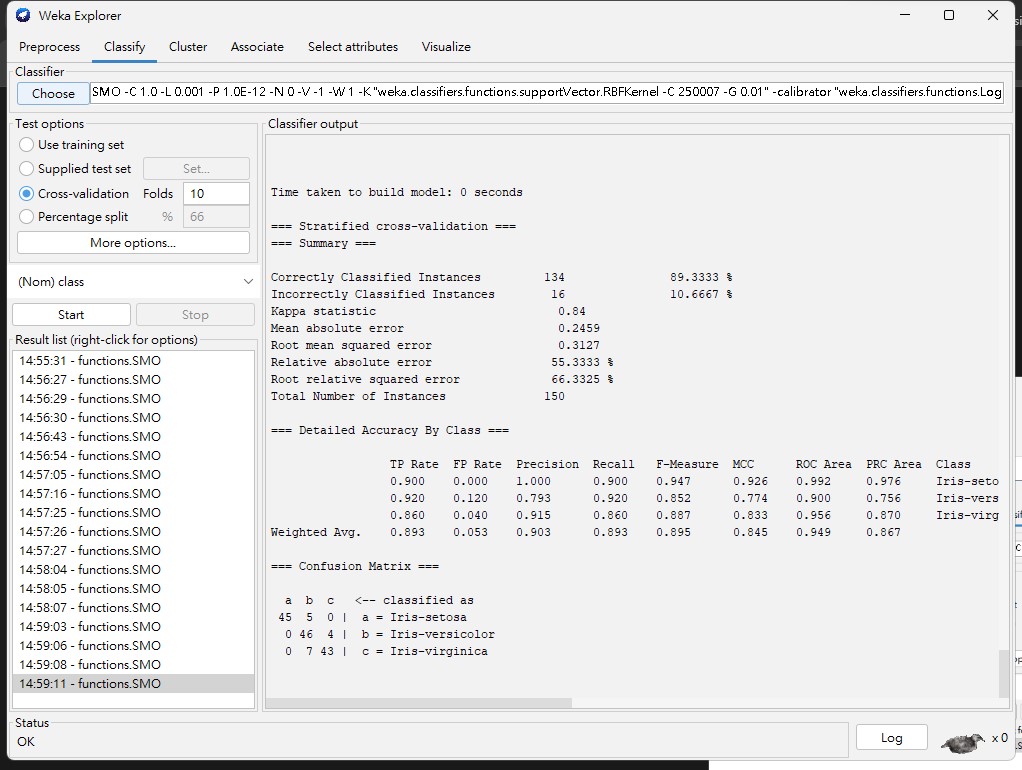 Weka Explorer
Preprocess Classify Cluster Associate Select attributes Visualize
Classifier
Choose SMO -C 1.0 -L 0.001 -P 1.0E-12 -N 0 -V -1 -W 1 -K "weka.classifiers.functions.supportVector.RBFKernel -C 250007 -G 0.01" -calibrator "weka.classifiers.functions.Log
Test options
Use training set
Supplied test set Set...
Cross-validation Folds 10
Percentage split % 66
More options...
(Nom) class
Start Stop
Result list (right-click for options)
14:55:31 - functions.SMO
14:56:27 - functions.SMO
14:56:29 - functions.SMO
14:56:30 - functions.SMO
14:56:43 - functions.SMO
14:56:54 - functions.SMO
14:57:05 - functions.SMO
14:57:16 - functions.SMO
14:57:25 - functions.SMO
14:57:26 - functions.SMO
14:57:27 - functions.SMO
14:58:04 - functions.SMO
14:58:05 - functions.SMO
14:58:07 - functions.SMO
14:59:03 - functions.SMO
14:59:06 - functions.SMO
14:59:08 - functions.SMO
14:59:11 - functions.SMO
Classifier output
Time taken to build model: 0 seconds
=== Stratified cross-validation ===
=== Summary ===
Correctly Classified Instances 134 89.3333 %
Incorrectly Classified Instances 16 10.6667 %
Kappa statistic 0.84
Mean absolute error 0.2459
Root mean squared error 0.3127
Relative absolute error 55.3333 %
Root relative squared error 66.3325 %
Total Number of Instances 150
=== Detailed Accuracy By Class ===
TP Rate FP Rate Precision Recall F-Measure MCC ROC Area PRC Area Class
0.900 0.000 1.000 0.900 0.947 0.926 0.992 0.976 Iris-seto
0.920 0.120 0.793 0.920 0.852 0.774 0.900 0.756 Iris-vers
0.860 0.040 0.915 0.860 0.887 0.833 0.956 0.870 Iris-virg
Weighted Avg. 0.893 0.053 0.903 0.893 0.895 0.845 0.949 0.867
=== Confusion Matrix ===
a b c <-- classified as
45 5 0 | a = Iris-setosa
0 46 4 | b = Iris-versicolor
0 7 43 | c = Iris-virginica
Status
OK
Log x 0